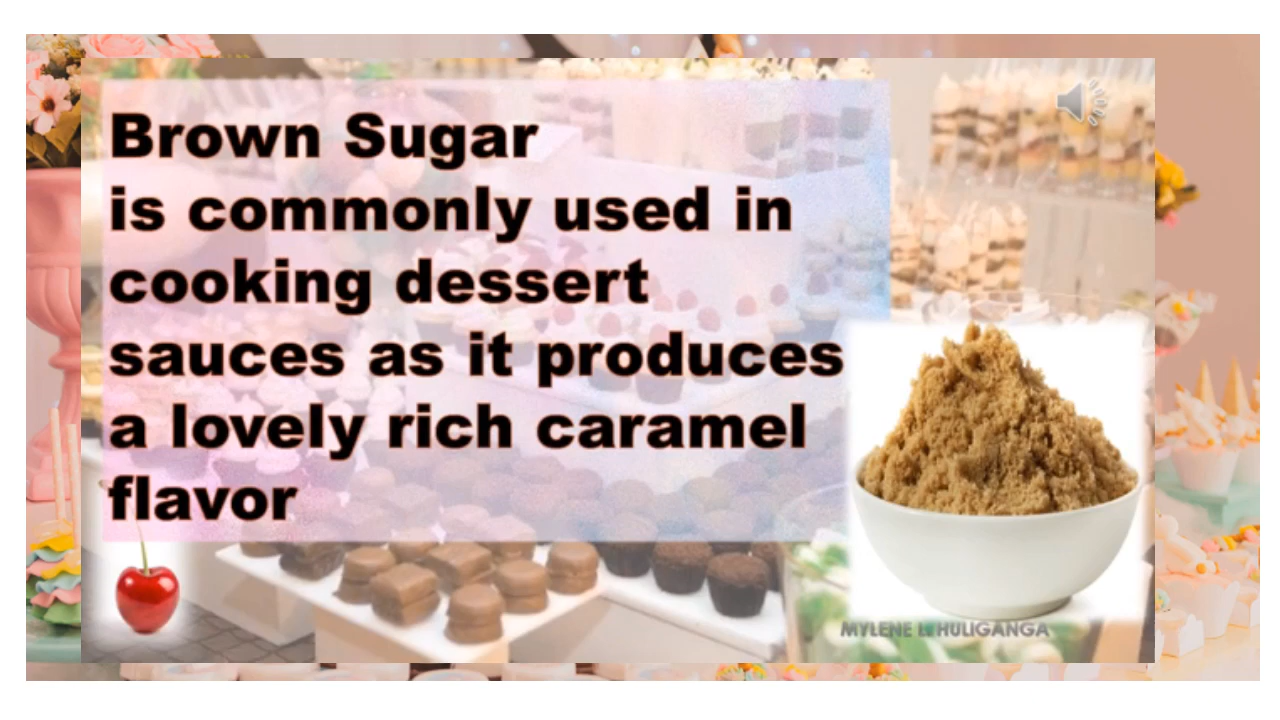 Brown Sugar
is commonly used in
cooking dessert
sauces as it produces
a lovely rich caramel
flavor
MYLENE L. HULIGANGA